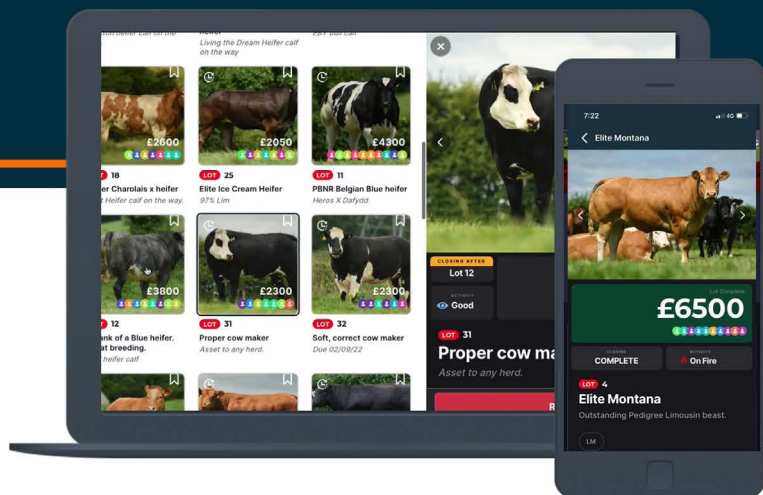 Living the Dream Heifer calf
on the way
£2600
£2050
£4300
18
LOT 25
LOT 11
er Charolais x heifer
Elite Ice Cream Heifer
PBNR Belgian Blue heifer
t Heifer calf on the way.
97% Lim
Heros X Dafydd
£3800
£2300
£2300
12
LOT 31
LOT 32
ank of a Blue heifer.
Proper cow maker
Soft, correct cow maker
at breeding.
Asset to any herd.
Due 02/09/22
heifer calf
CLOSING AFTER
Lot 12
ACTIVITY
Good
LOT 31
Proper cow ma
Asset to any herd.
R
7:22
4G
Elite Montana
Lot Complete
£6500
CLOSING
COMPLETE
ACTIVITY
On Fire
LOT 4
Elite Montana
Outstanding Pedigree Limousin beast.
LM